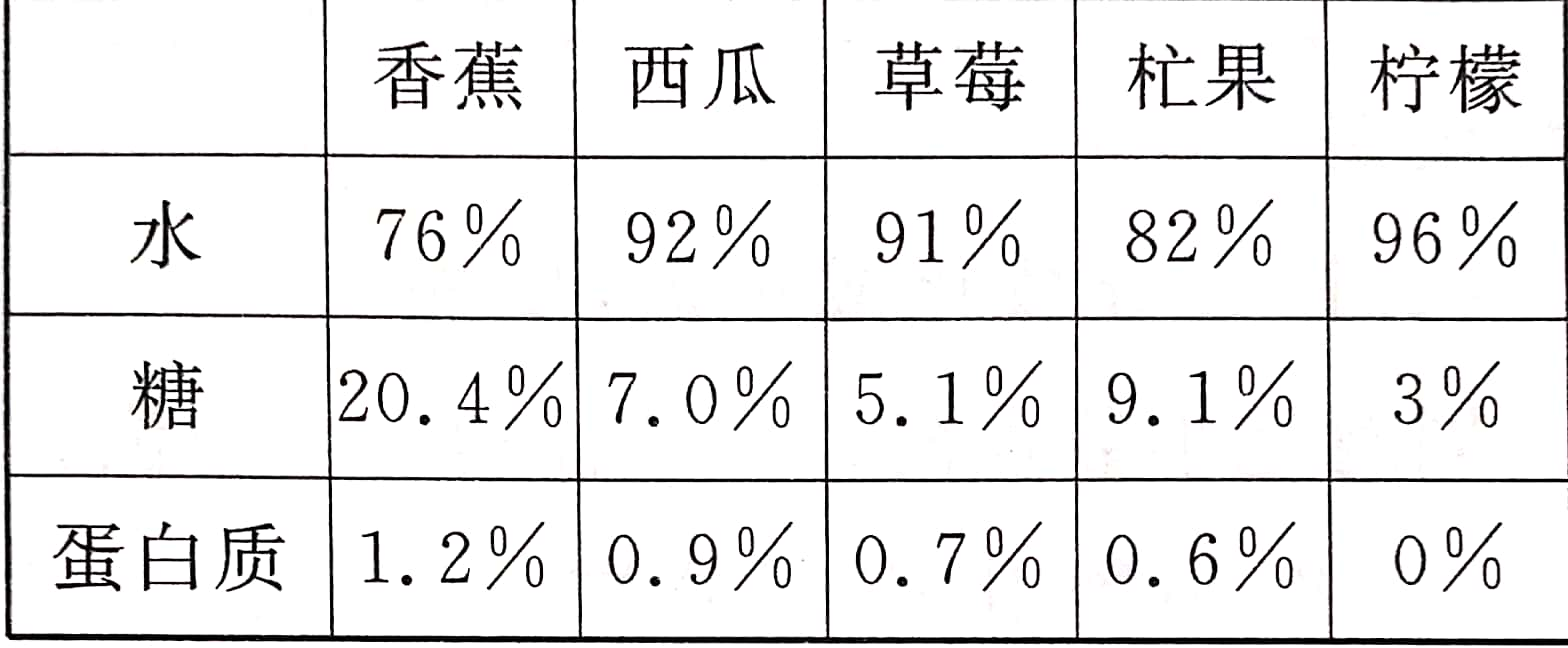 香蕉 西瓜 草莓 杧果 柠檬
水 76% 92% 91% 82% 96%
糖 20.4% 7.0% 5.1% 9.1% 3%
蛋白质 1.2% 0.9% 0.7% 0.6% 0%